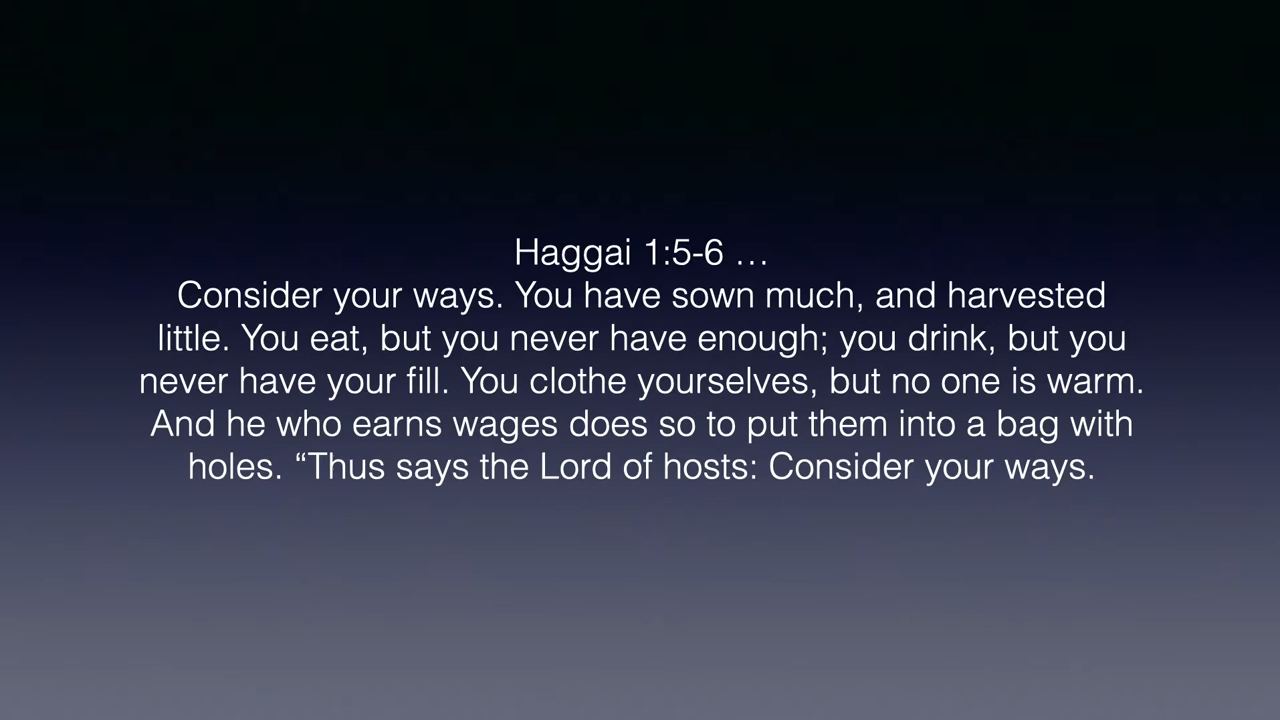 Haggai 1:5-6 …
Consider your ways. You have sown much, and harvested
little. You eat, but you never have enough; you drink, but you
never have your fill. You clothe yourselves, but no one is warm.
And he who earns wages does so to put them into a bag with
holes. “Thus says the Lord of hosts: Consider your ways.